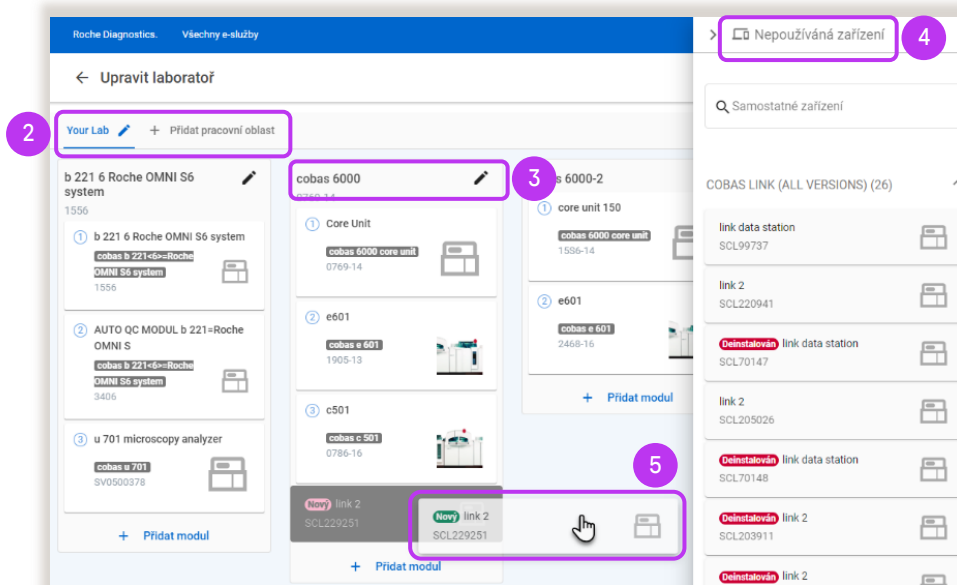 Roche Diagnostics. Všechny e-služby
Nepoužíváná zařízení
4
Upravit laboratoř
Samostatné zařízení
2
Your Lab + Přidat pracovní oblast
b 221 6 Roche OMNI S6
system
1556
1 b 221 6 Roche OMNI S6 system
cobas b 221<6>=Roche
OMNI S6 system
1556
2 AUTO QC MODUL b 221=Roche
OMNI S
cobas b 221<6>=Roche
OMNI S6 system
3406
3 u 701 microscopy analyzer
cobas u 701
SV0500378
+ Přidat modul
cobas 6000
3
0769-14
1 Core Unit
cobas 6000 core unit
0769-14
2 e601
cobas e 601
1905-13
3 c501
cobas c 501
0786-16
Nový link 2
SCL229251
+ Přidat modul
5
Nový link 2
SCL229251
s 6000-2
1 core unit 150
cobas 6000 core unit
1536-14
2 e601
cobas e 601
2468-16
+ Přidat modul
COBAS LINK (ALL VERSIONS) (26)
link data station
SCL99737
link 2
SCL220941
Deinstalován link data station
SCL70147
link 2
SCL205026
Deinstalován link data station
SCL70148
Deinstalován link 2
SCL203911
Deinstalován link 2